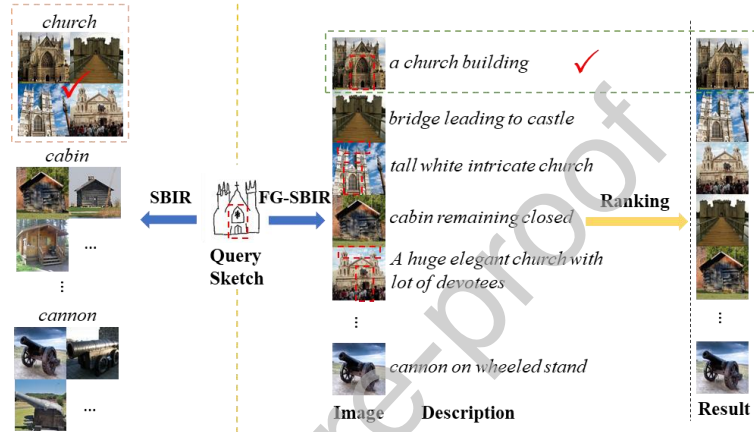 church
cabin
...
⋮
cannon
...
SBIR
FG-SBIR
Query
Sketch
a church building
bridge leading to castle
tall white intricate church
cabin remaining closed
A huge elegant church with
lot of devotees
⋮
cannon on wheeled stand
Image
Description
Ranking
⋮
Result
re-proof